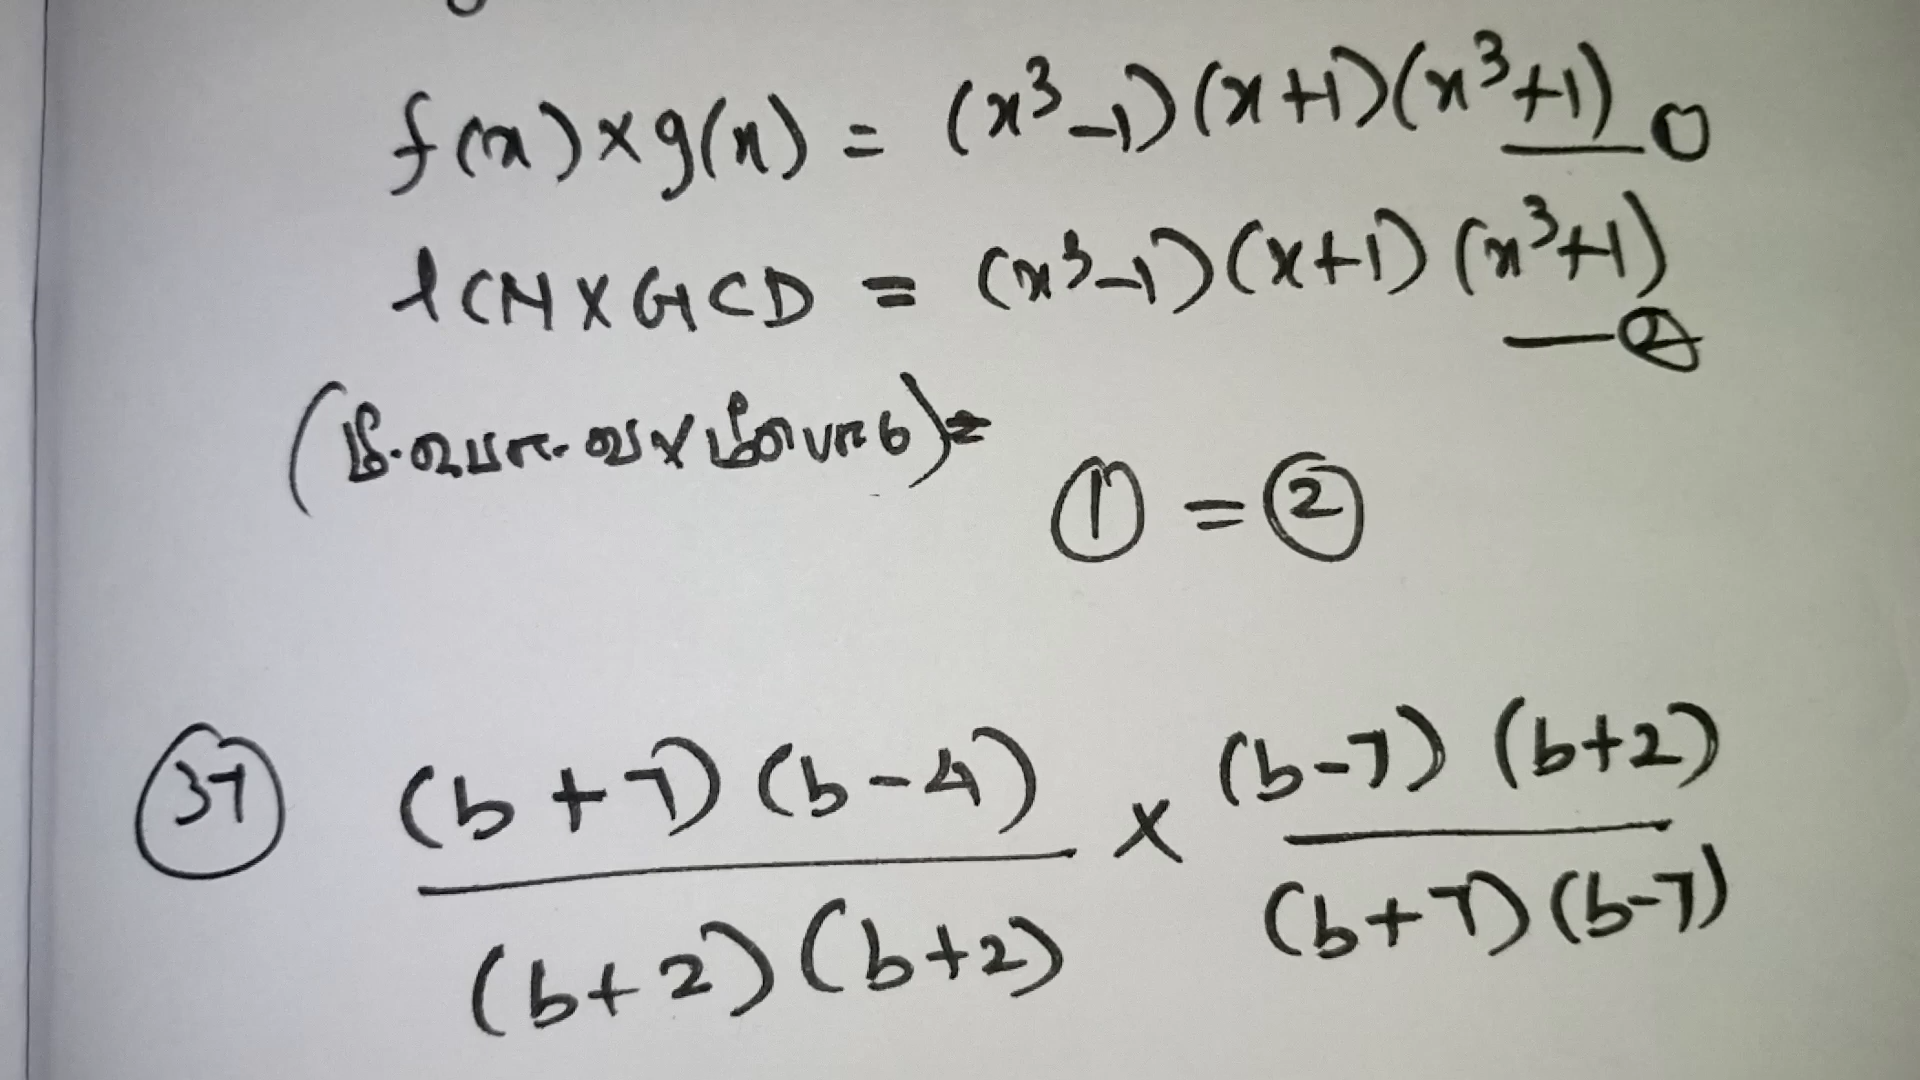 f(x) × g(x) = (x³-1)(x+1)(x³+1) —①
LCM × GCD = (x³-1)(x+1)(x³+1)
—②
=
① = ②
37 (b+7)(b-4) / (b+2)(b+2) × (b-7)(b+2) / (b+7)(b-7)